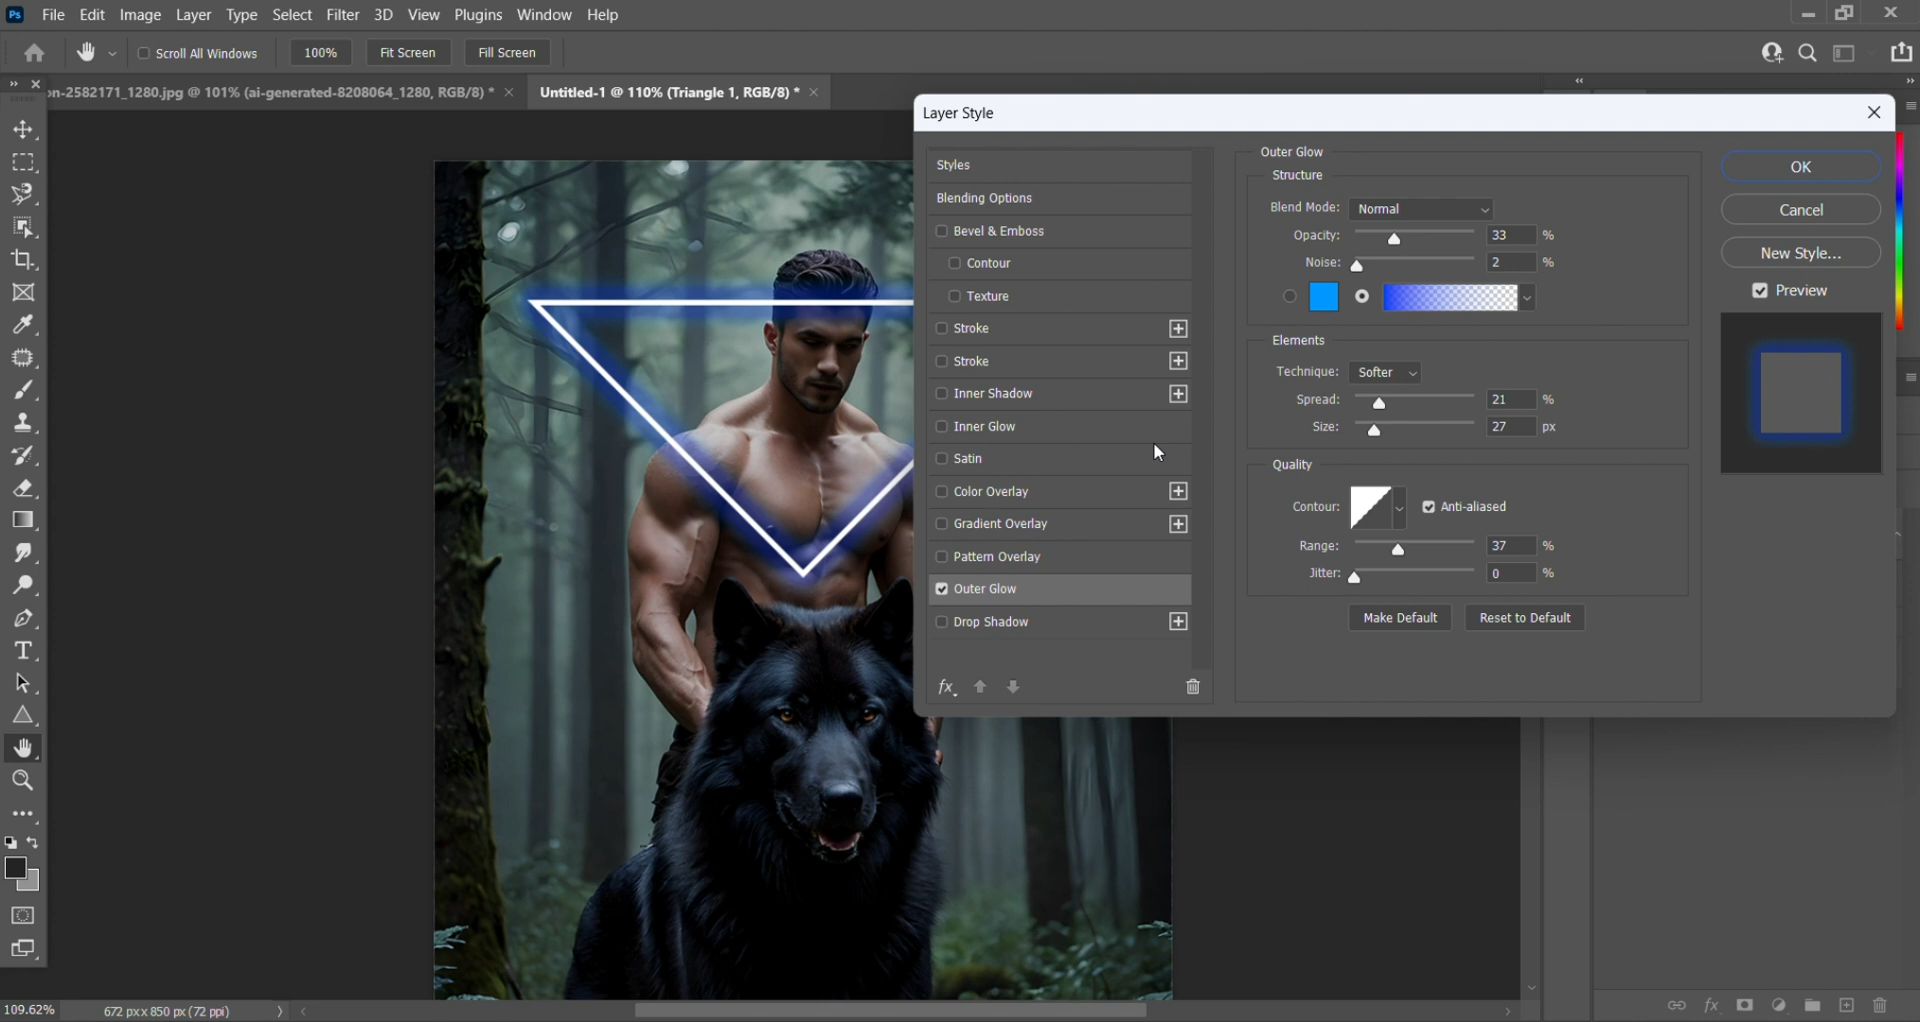 Ps File Edit Image Layer Type Select Filter 3D View Plugins Window Help
Scroll All Windows 100% Fit Screen Fill Screen
on-2582171_1280.jpg @ 101% (ai-generated-8208064_1280, RGB/8) * Untitled-1 @ 110% (Triangle 1, RGB/8) *
Layer Style
Styles
Blending Options
Bevel & Emboss
Contour
Texture
Stroke
Stroke
Inner Shadow
Inner Glow
Satin
Color Overlay
Gradient Overlay
Pattern Overlay
Outer Glow
Drop Shadow
fx
Outer Glow
Structure
Blend Mode: Normal
Opacity: 33 %
Noise: 2 %
Elements
Technique: Softer
Spread: 21 %
Size: 27 px
Quality
Contour: Anti-aliased
Range: 37 %
Jitter: 0 %
Make Default Reset to Default
OK
Cancel
New Style...
Preview
T
109.62% 672 px x 850 px (72 ppi)
fx